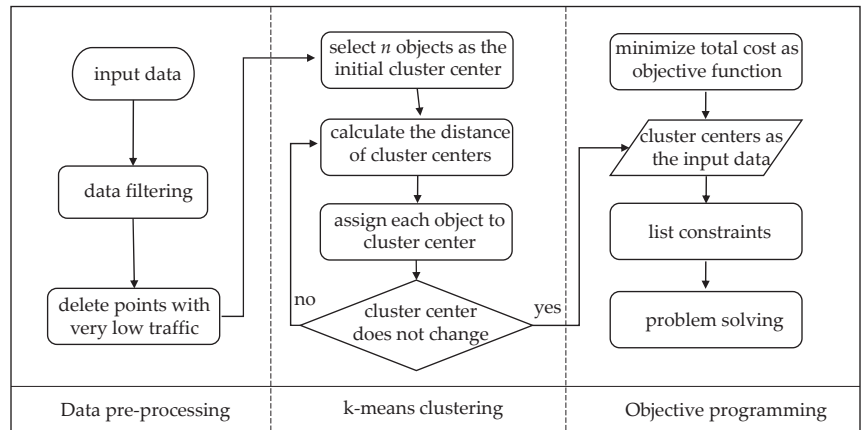 input data
data filtering
delete points with
very low traffic
Data pre-processing
select n objects as the
initial cluster center
calculate the distance
of cluster centers
assign each object to
cluster center
cluster center
does not change
no
yes
k-means clustering
minimize total cost as
objective function
cluster centers as
the input data
list constraints
problem solving
Objective programming